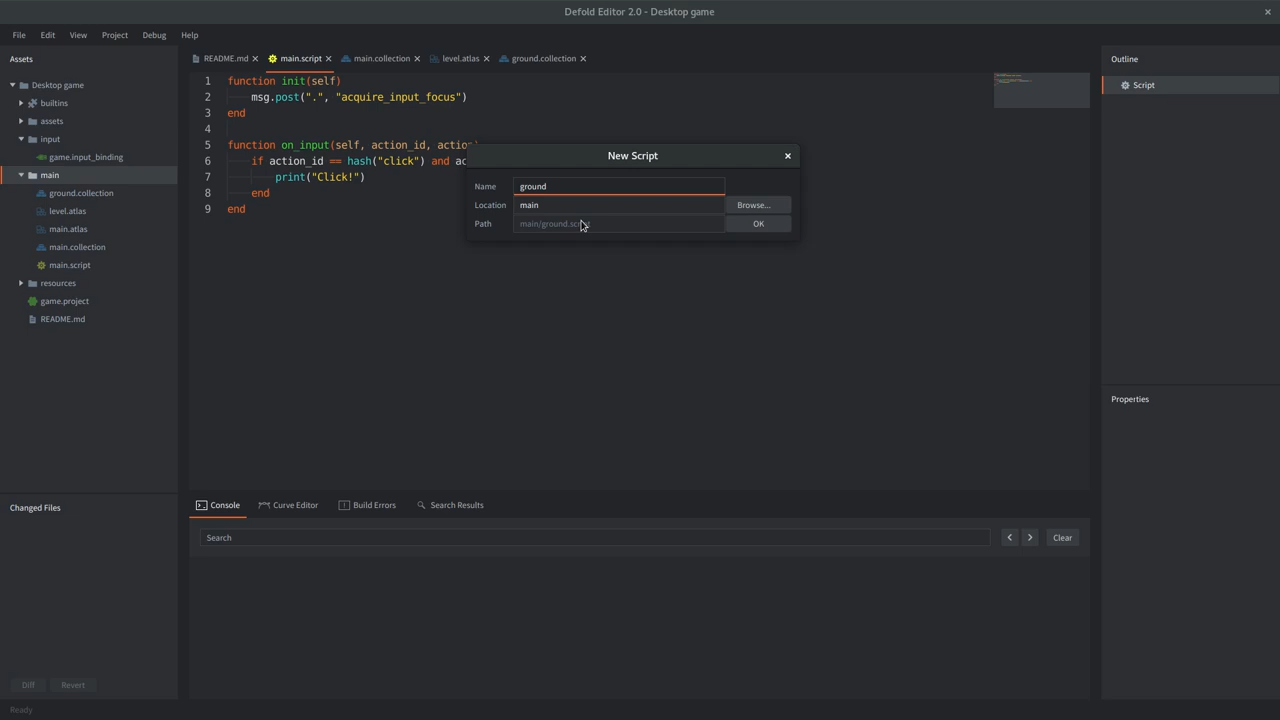 Defold Editor 2.0 - Desktop game
File Edit View Project Debug Help
Assets
Desktop game
builtins
assets
input
game.input_binding
main
ground.collection
level.atlas
main.atlas
main.collection
main.script
resources
game.project
README.md
Changed Files
Diff Revert
Ready
README.md main.script main.collection level.atlas ground.collection
1 function init(self)
2 msg.post(".", "acquire_input_focus")
3 end
4
5 function on_input(self, action_id, action)
6 if action_id == hash("click") and ac
7 print("Click!")
8 end
9 end
New Script
Name ground
Location main Browse...
Path main/ground.script OK
Console Curve Editor Build Errors Search Results
Search Clear
Outline
Script
Properties